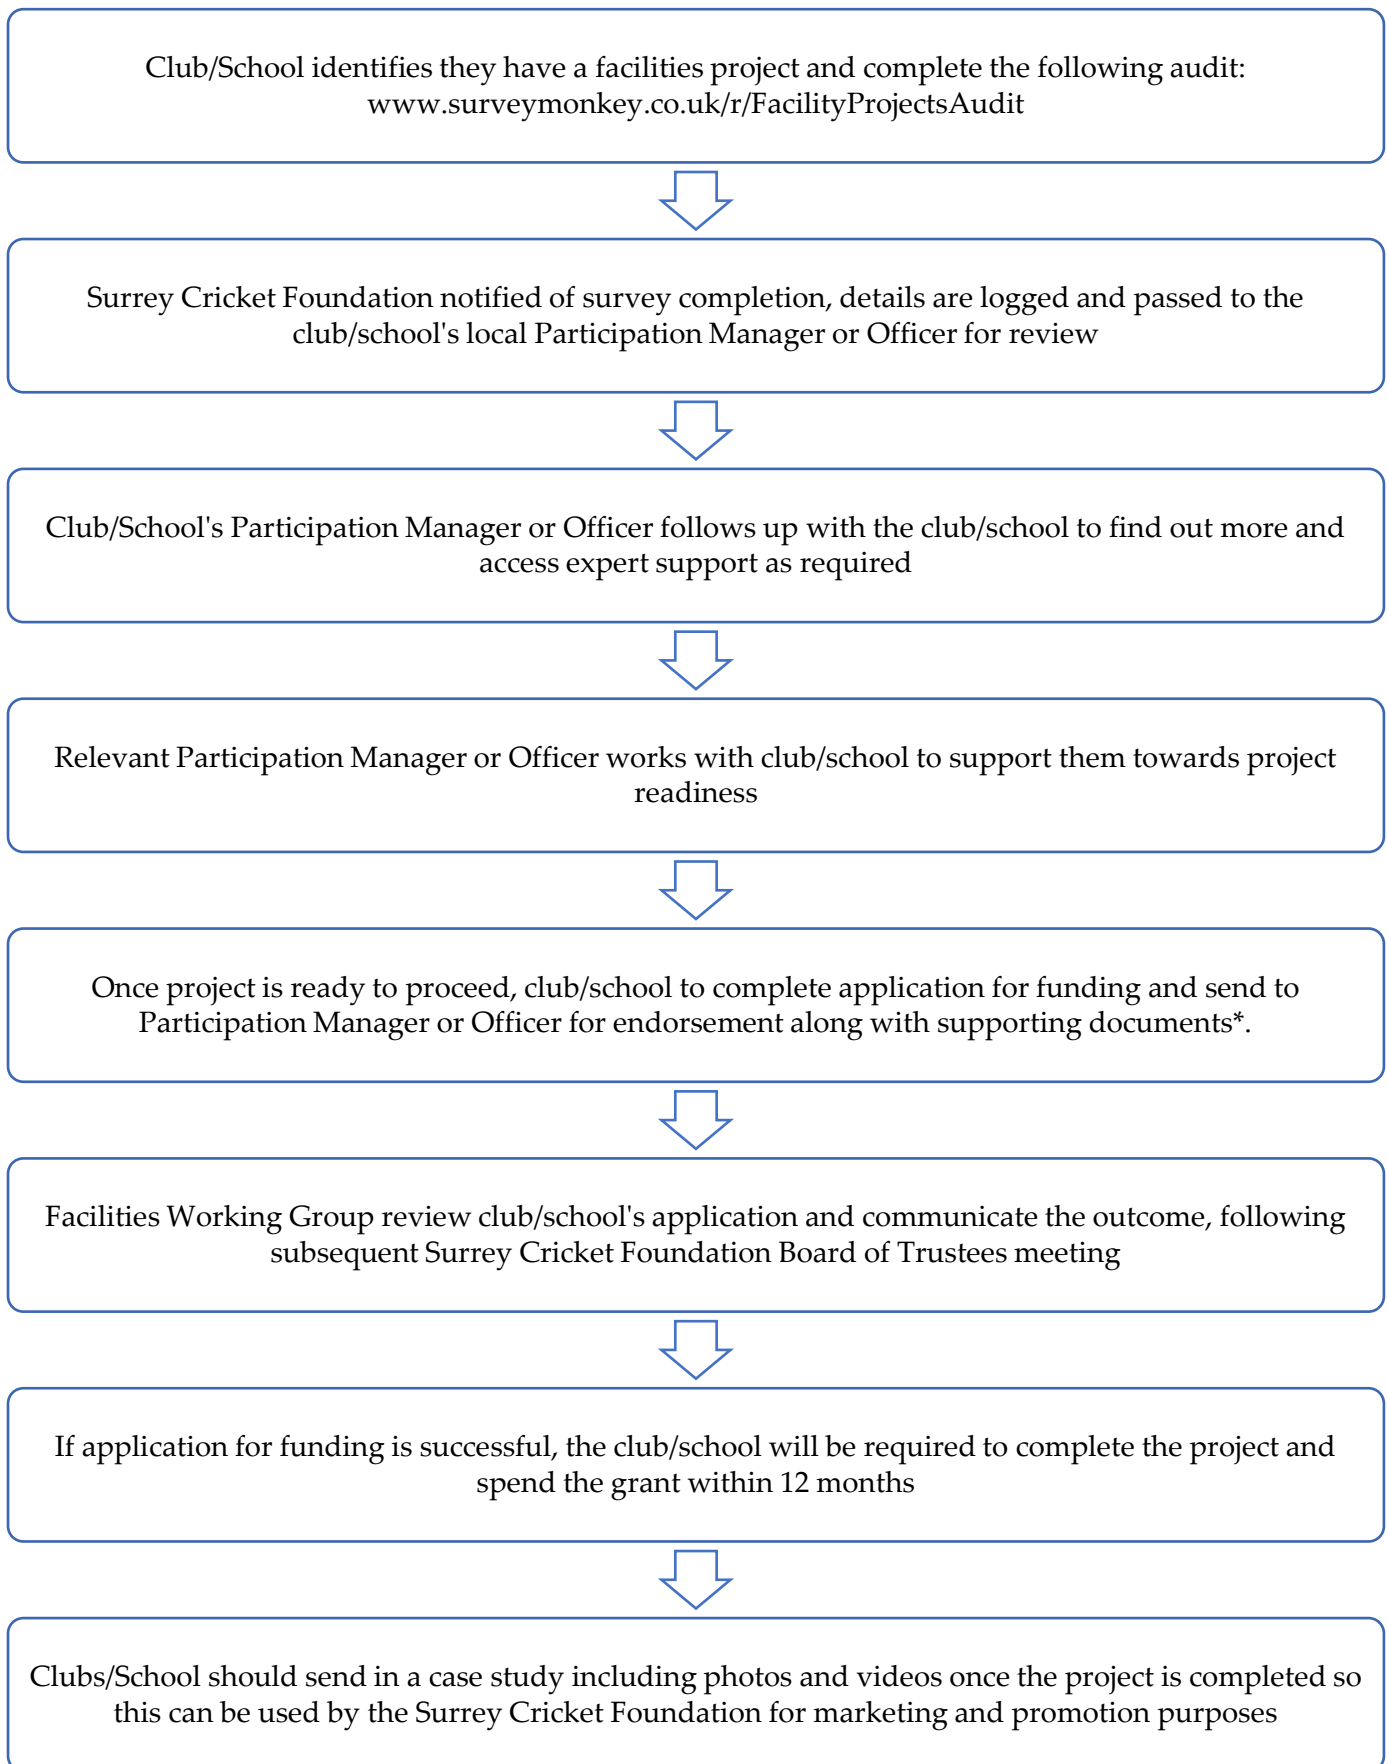 Club/School identifies they have a facilities project and complete the following audit:
www.surveymonkey.co.uk/r/FacilityProjectsAudit
Surrey Cricket Foundation notified of survey completion, details are logged and passed to the
club/school's local Participation Manager or Officer for review
Club/School's Participation Manager or Officer follows up with the club/school to find out more and
access expert support as required
Relevant Participation Manager or Officer works with club/school to support them towards project
readiness
Once project is ready to proceed, club/school to complete application for funding and send to
Participation Manager or Officer for endorsement along with supporting documents*.
Facilities Working Group review club/school's application and communicate the outcome, following
subsequent Surrey Cricket Foundation Board of Trustees meeting
If application for funding is successful, the club/school will be required to complete the project and
spend the grant within 12 months
Clubs/School should send in a case study including photos and videos once the project is completed so
this can be used by the Surrey Cricket Foundation for marketing and promotion purposes